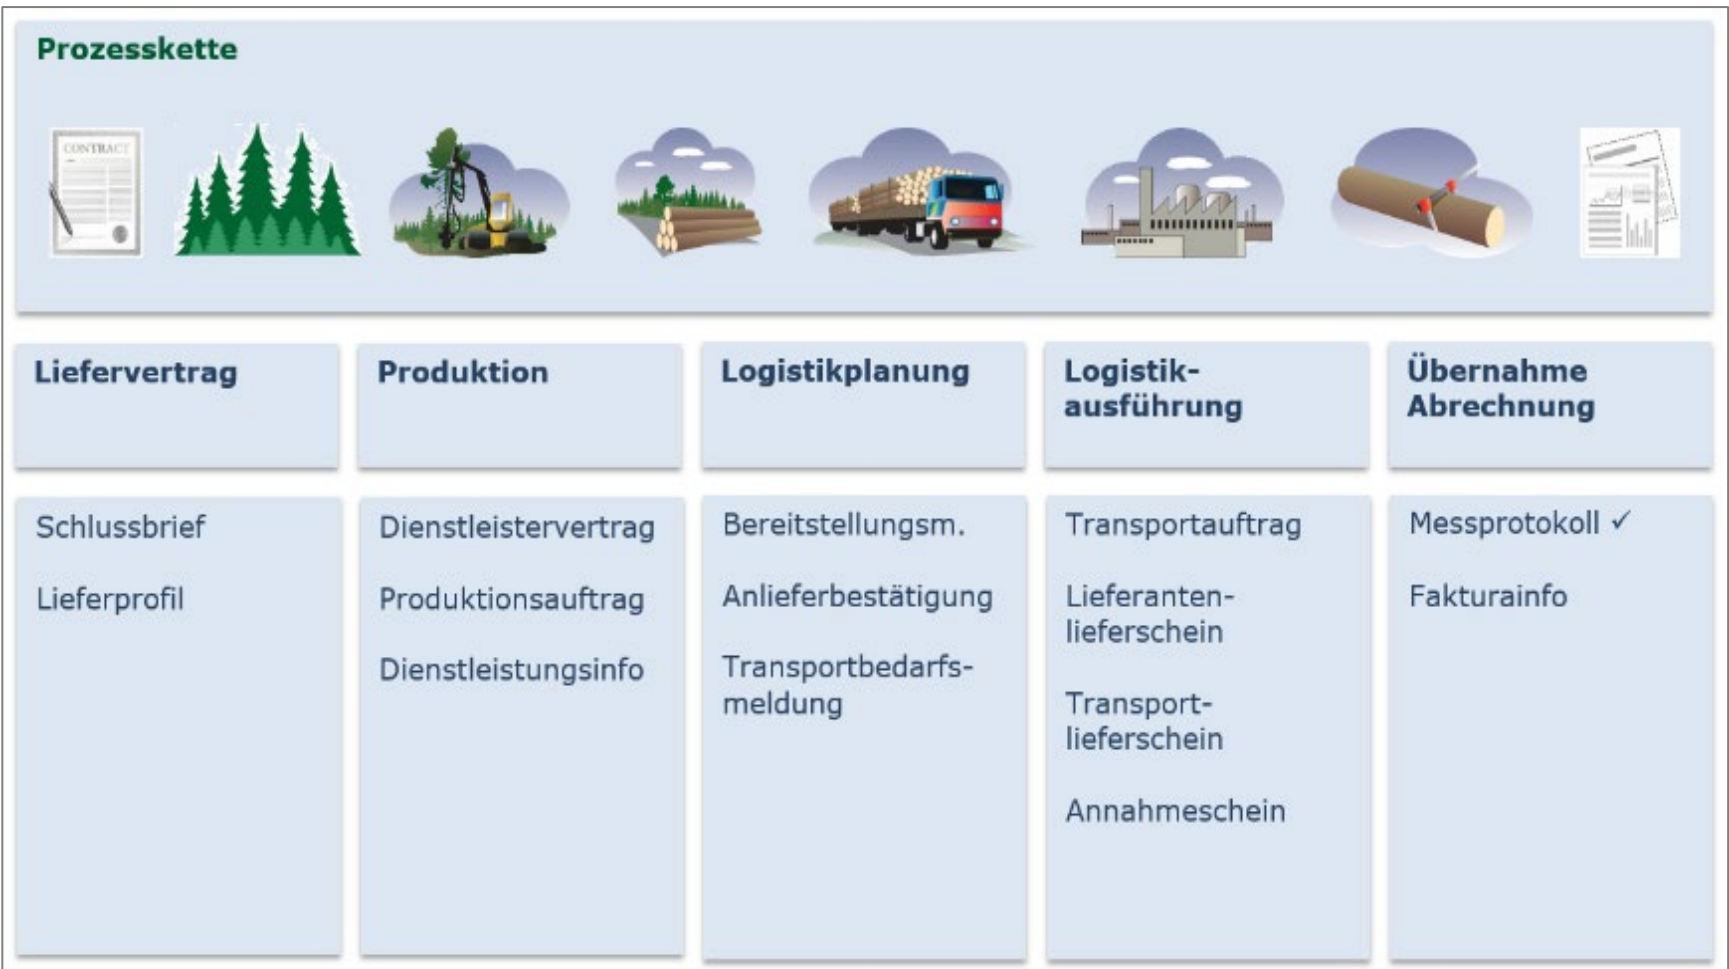 Prozesskette
CONTRACT
Liefervertrag
Produktion
Logistikplanung
Logistik-
ausführung
Übernahme
Abrechnung
Schlussbrief
Lieferprofil
Dienstleistervertrag
Produktionsauftrag
Dienstleistungsinfo
Bereitstellungsm.
Anlieferbestätigung
Transportbedarfs-
meldung
Transportauftrag
Lieferanten-
lieferschein
Transport-
lieferschein
Annahmeschein
Messprotokoll ✓
Fakturainfo